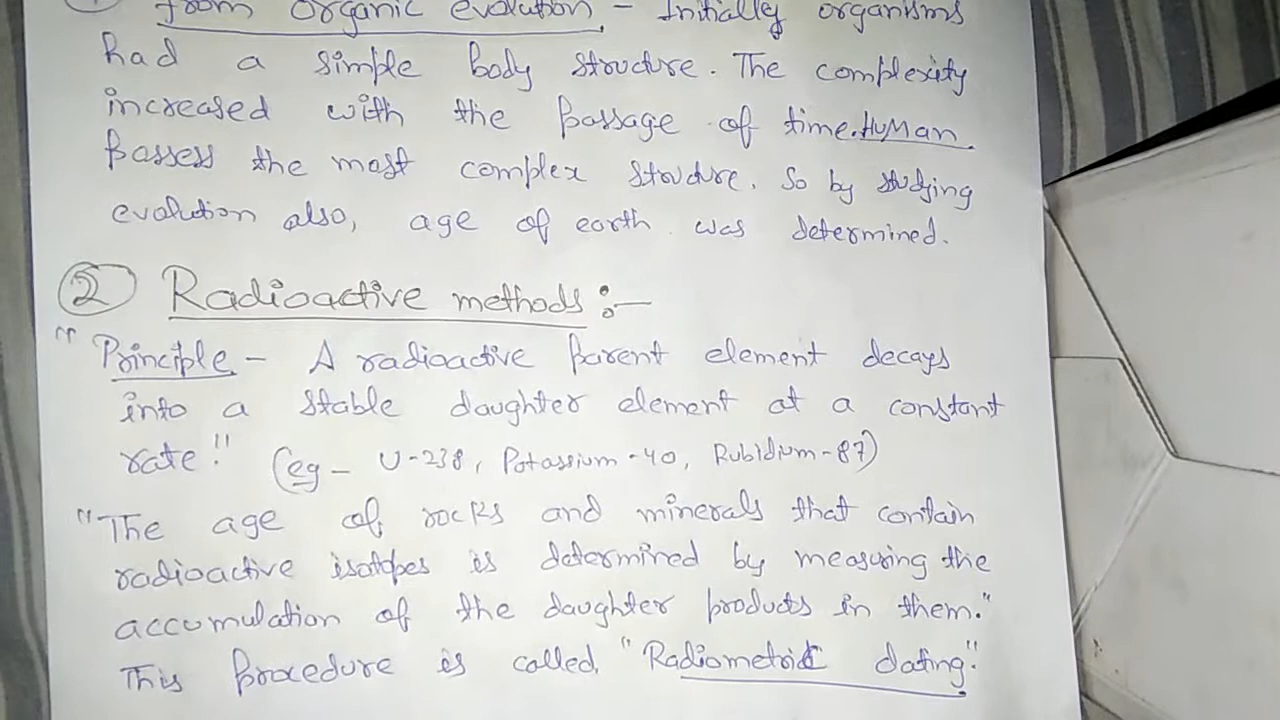 from organic evolution - Initially organisms
had a simple body structure. The complexity
increased with the passage of time. HUMan
possess the most complex structure. So by studying
evolution also, age of earth was determined.
② Radioactive methods :-
"Principle - A radioactive parent element decays
into a stable daughter element at a constant
rate." (eg - U-238, Potassium-40, Rubidium-87)
"The age of rocks and minerals that contain
radioactive isotopes is determined by measuring the
accumulation of the daughter products in them."
This procedure is called "Radiometric dating".